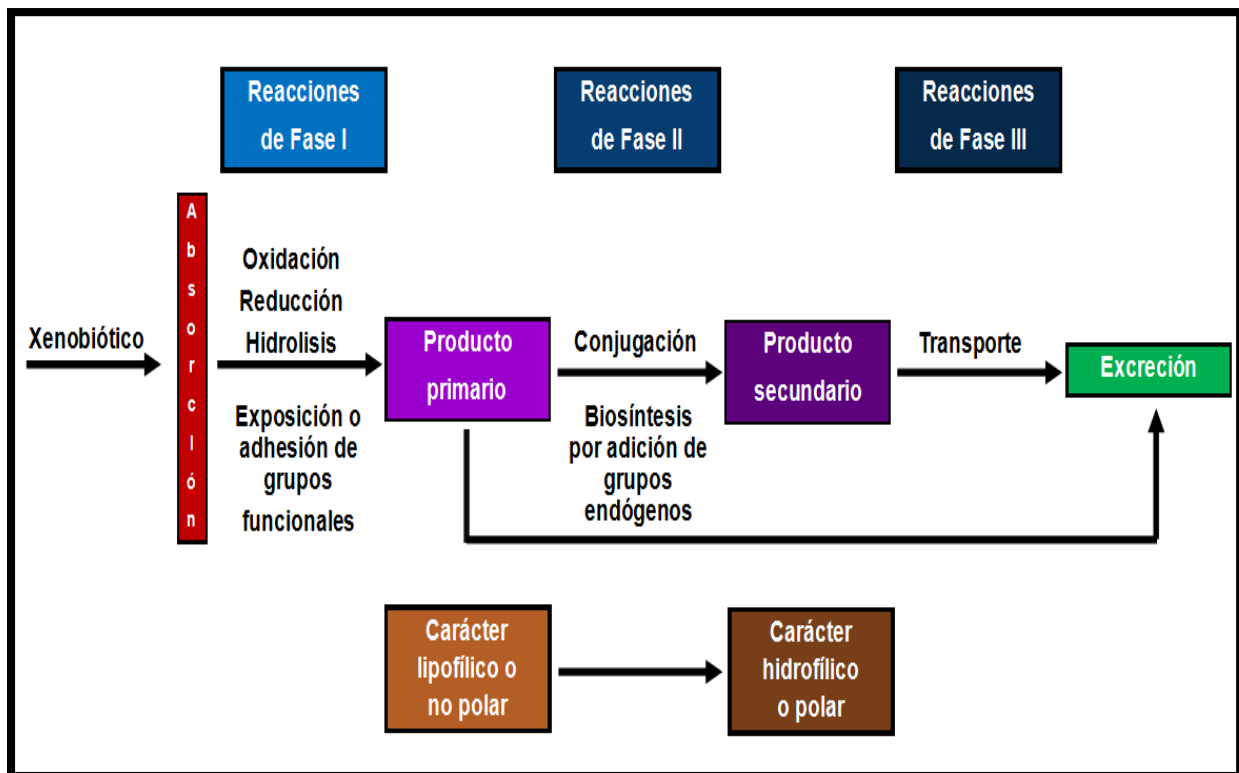 Reacciones
de Fase I
Reacciones
de Fase II
Reacciones
de Fase III
Xenobiótico
AbsorcIón
Oxidación
Reducción
Hidrolisis
Exposición o
adhesión de
grupos
funcionales
Producto
primario
Conjugación
Biosíntesis
por adición de
grupos
endógenos
Producto
secundario
Transporte
Excreción
Carácter
lipofílico o
no polar
Carácter
hidrofílico
o polar